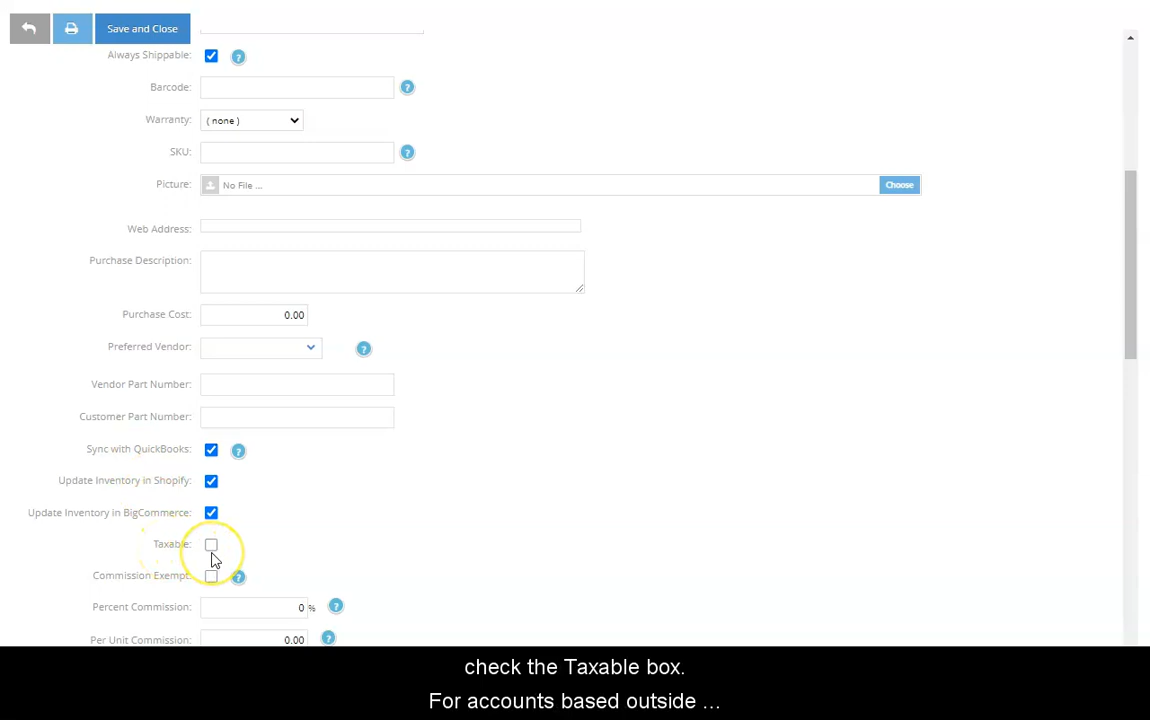 Save and Close
Always Shippable: ?
Barcode: ?
Warranty: ( none )
SKU: ?
Picture: No File ... Choose
Web Address:
Purchase Description:
Purchase Cost: 0.00
Preferred Vendor: ?
Vendor Part Number:
Customer Part Number:
Sync with QuickBooks: ?
Update Inventory in Shopify:
Update Inventory in BigCommerce:
Taxable:
Commission Exempt: ?
Percent Commission: 0 % ?
Per Unit Commission: 0.00 ?
check the Taxable box.
For accounts based outside ...